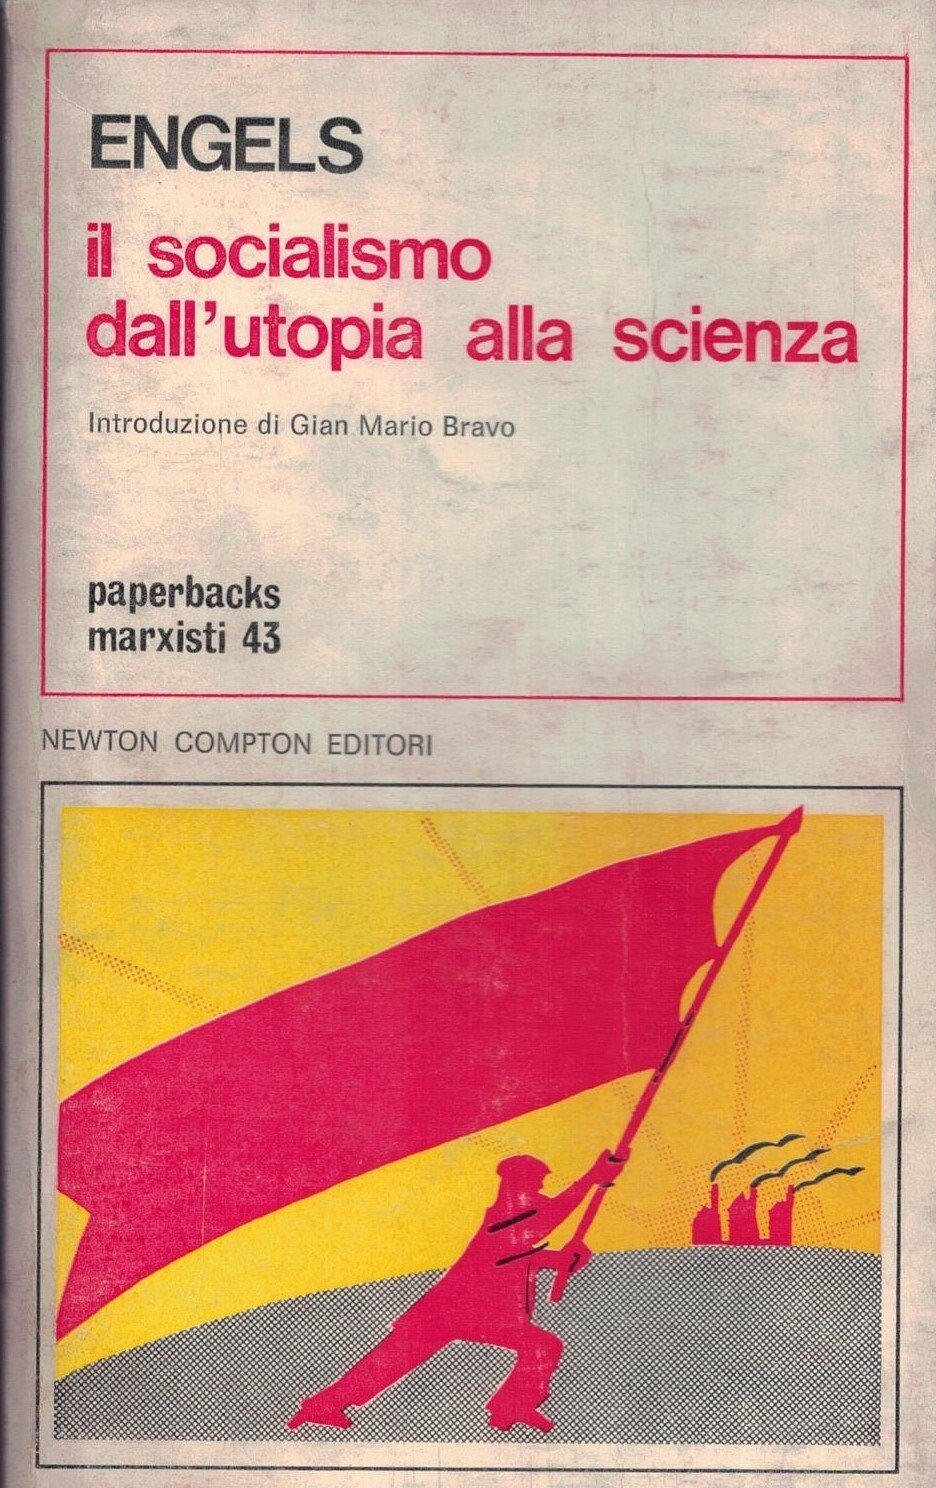 ENGELS
il socialismo
dall'utopia alla scienza
Introduzione di Gian Mario Bravo
paperbacks
marxisti 43
NEWTON COMPTON EDITORI